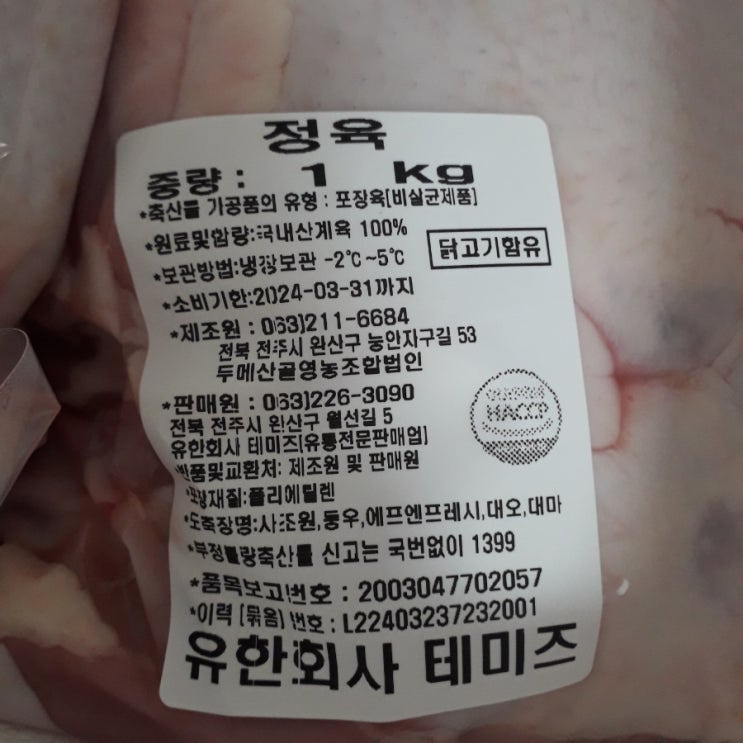 정육
중량 : 1 kg
*축산물 가공품의 유형 : 포장육[비살균제품]
*원료및함량:국내산계육 100%
닭고기함유
*보관방법:냉장보관 -2℃~5℃
*소비기한:2024-03-31까지
*제조원 : 063)211-6684
전북 전주시 완산구 농안자구길 53
두메산골영농조합법인
*판매원 : 063)226-3090
전북 전주시 완산구 월선길 5
유한회사 테미즈[유통전문판매업]
반품및교환처: 제조원 및 판매원
HACCP
*포장재질:폴리에틸렌
*도축장명:사조원,동우,에프엔프레시,대오,대마
*부정불량축산물 신고는 국번없이 1399
*품목보고번호 : 2003047702057
*이력 [묶음] 번호 : L22403237232001
유한회사 테미즈